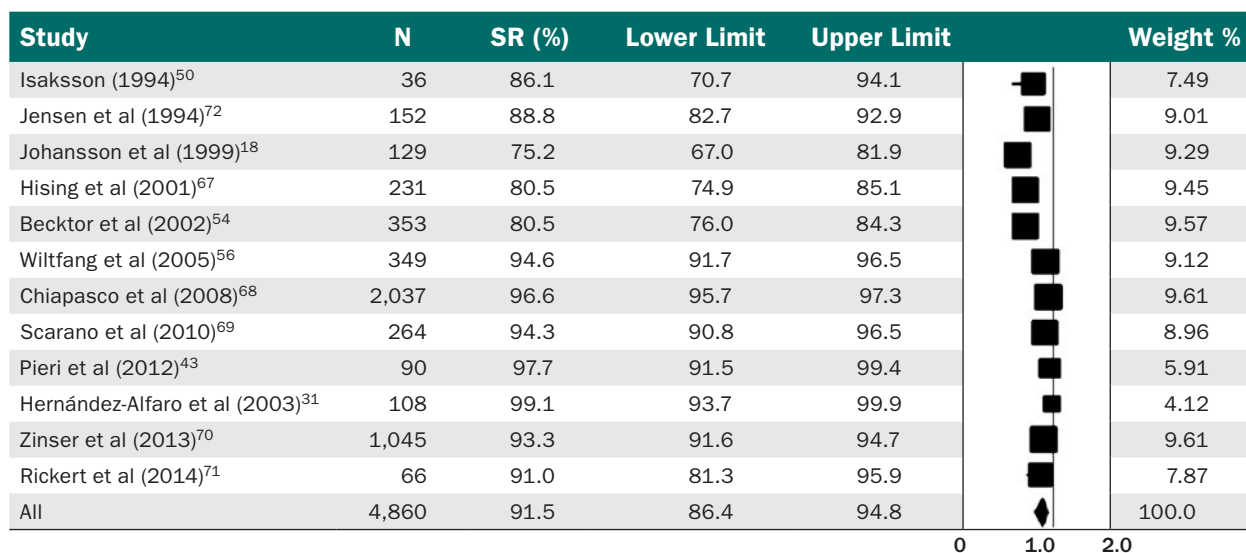 Study N SR (%) Lower Limit Upper Limit Weight %
Isaksson (1994)50 36 86.1 70.7 94.1 7.49
Jensen et al (1994)72 152 88.8 82.7 92.9 9.01
Johansson et al (1999)18 129 75.2 67.0 81.9 9.29
Hising et al (2001)67 231 80.5 74.9 85.1 9.45
Becktor et al (2002)54 353 80.5 76.0 84.3 9.57
Wiltfang et al (2005)56 349 94.6 91.7 96.5 9.12
Chiapasco et al (2008)68 2,037 96.6 95.7 97.3 9.61
Scarano et al (2010)69 264 94.3 90.8 96.5 8.96
Pieri et al (2012)43 90 97.7 91.5 99.4 5.91
Hernández-Alfaro et al (2003)31 108 99.1 93.7 99.9 4.12
Zinser et al (2013)70 1,045 93.3 91.6 94.7 9.61
Rickert et al (2014)71 66 91.0 81.3 95.9 7.87
All 4,860 91.5 86.4 94.8 100.0
0 1.0 2.0